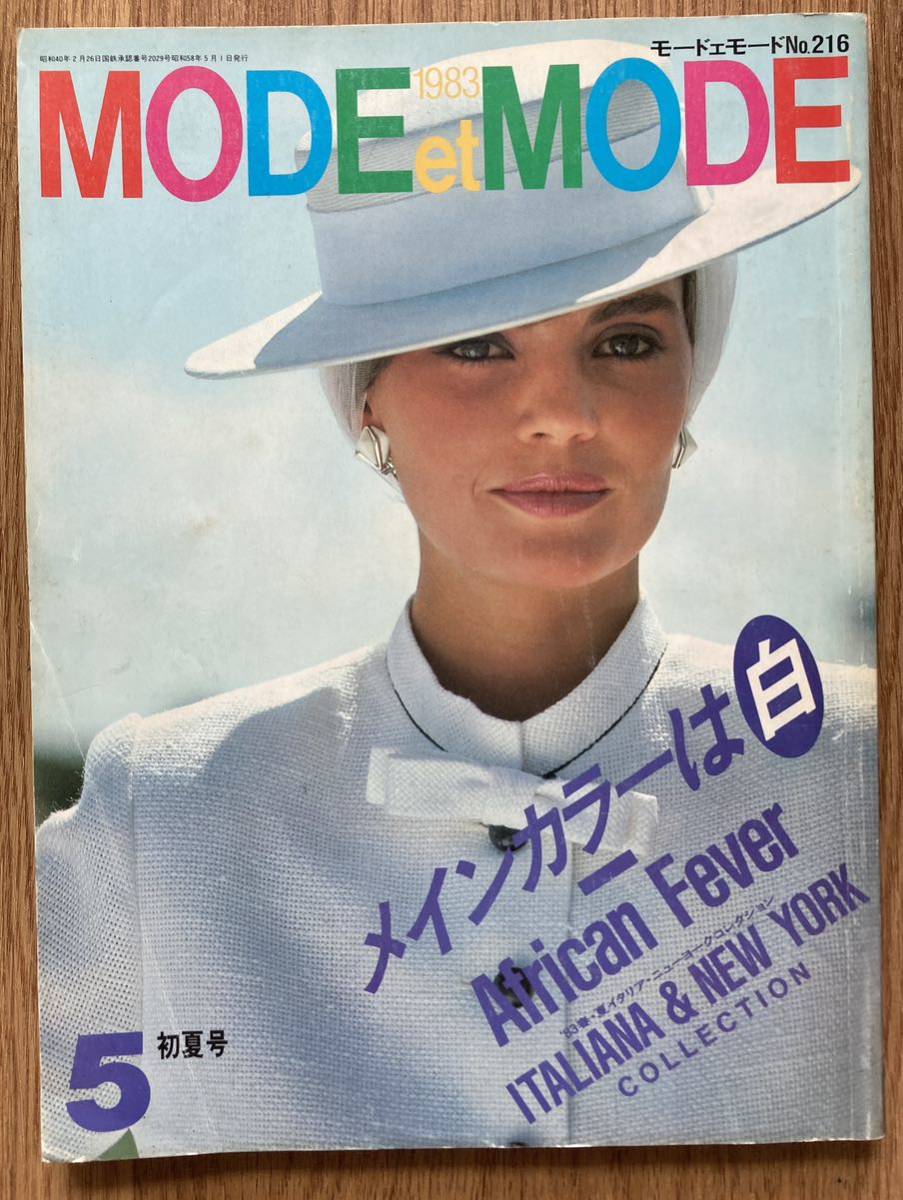 昭和40年2月26日国鉄承認番号2029号昭和58年5月1日発行
モードェモードNo.216
1983
MODE et MODE
メインカラーは白
African Fever
'83春・夏イタリア・ニューヨークコレクション
ITALIANA & NEW YORK
COLLECTION
5 初夏号